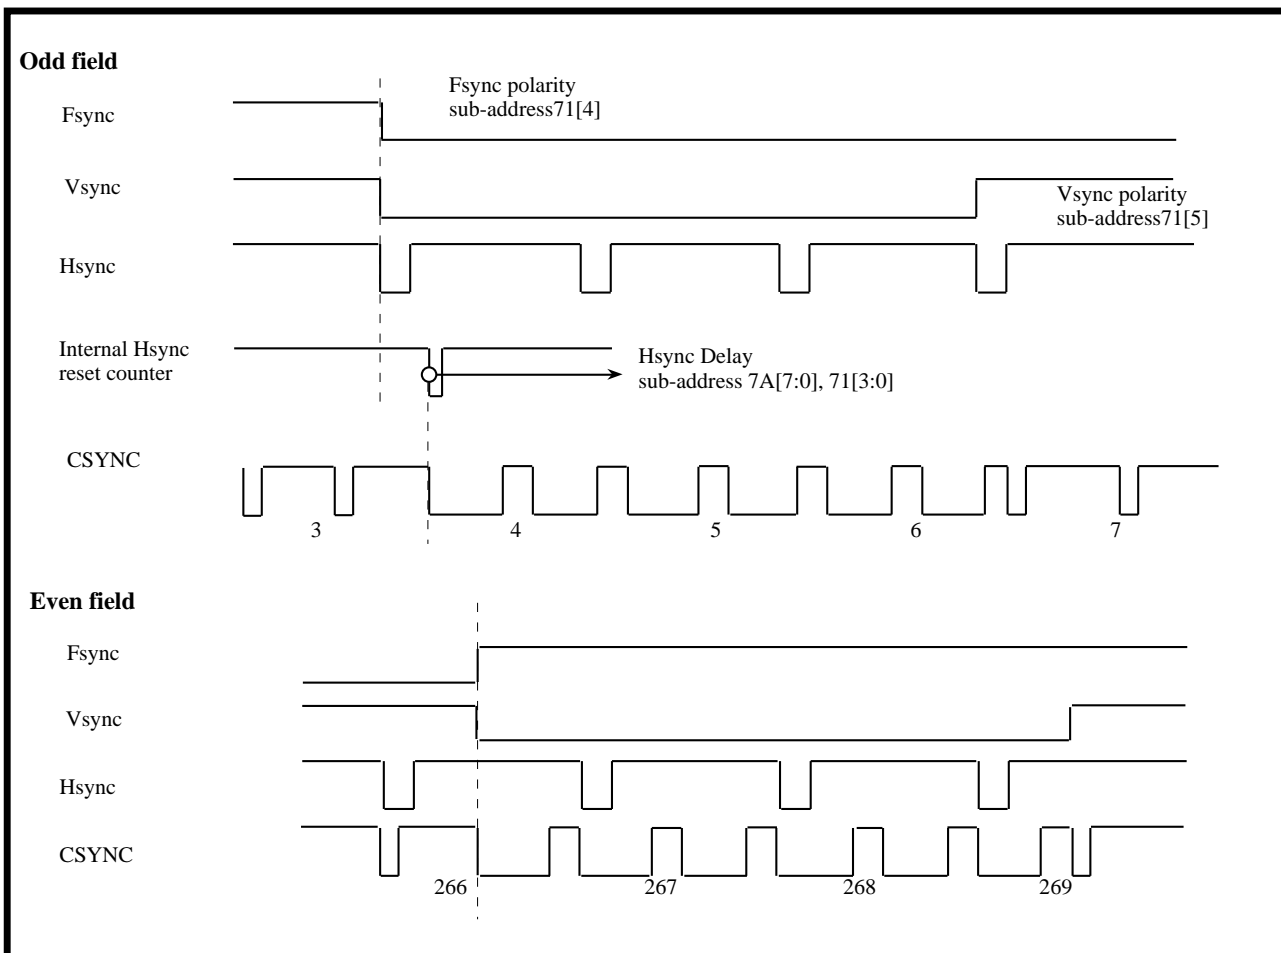 Odd field
Fsync polarity
sub-address71[4]
Fsync
Vsync
Vsync polarity
sub-address71[5]
Hsync
Internal Hsync
reset counter
Hsync Delay
sub-address 7A[7:0], 71[3:0]
CSYNC
3 4 5 6 7
Even field
Fsync
Vsync
Hsync
CSYNC
266 267 268 269